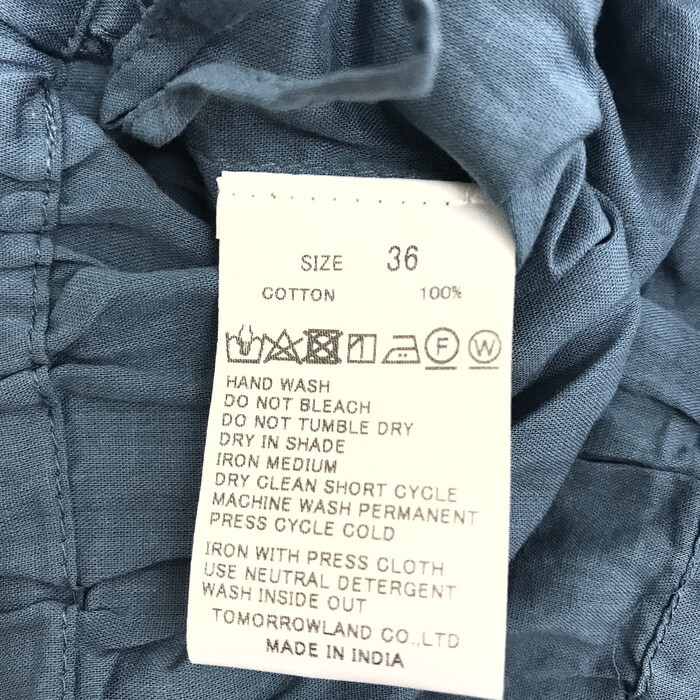 SIZE 36
COTTON 100%
F W
HAND WASH
DO NOT BLEACH
DO NOT TUMBLE DRY
DRY IN SHADE
IRON MEDIUM
DRY CLEAN SHORT CYCLE
MACHINE WASH PERMANENT
PRESS CYCLE COLD
IRON WITH PRESS CLOTH
USE NEUTRAL DETERGENT
WASH INSIDE OUT
TOMORROWLAND CO.,LTD
MADE IN INDIA